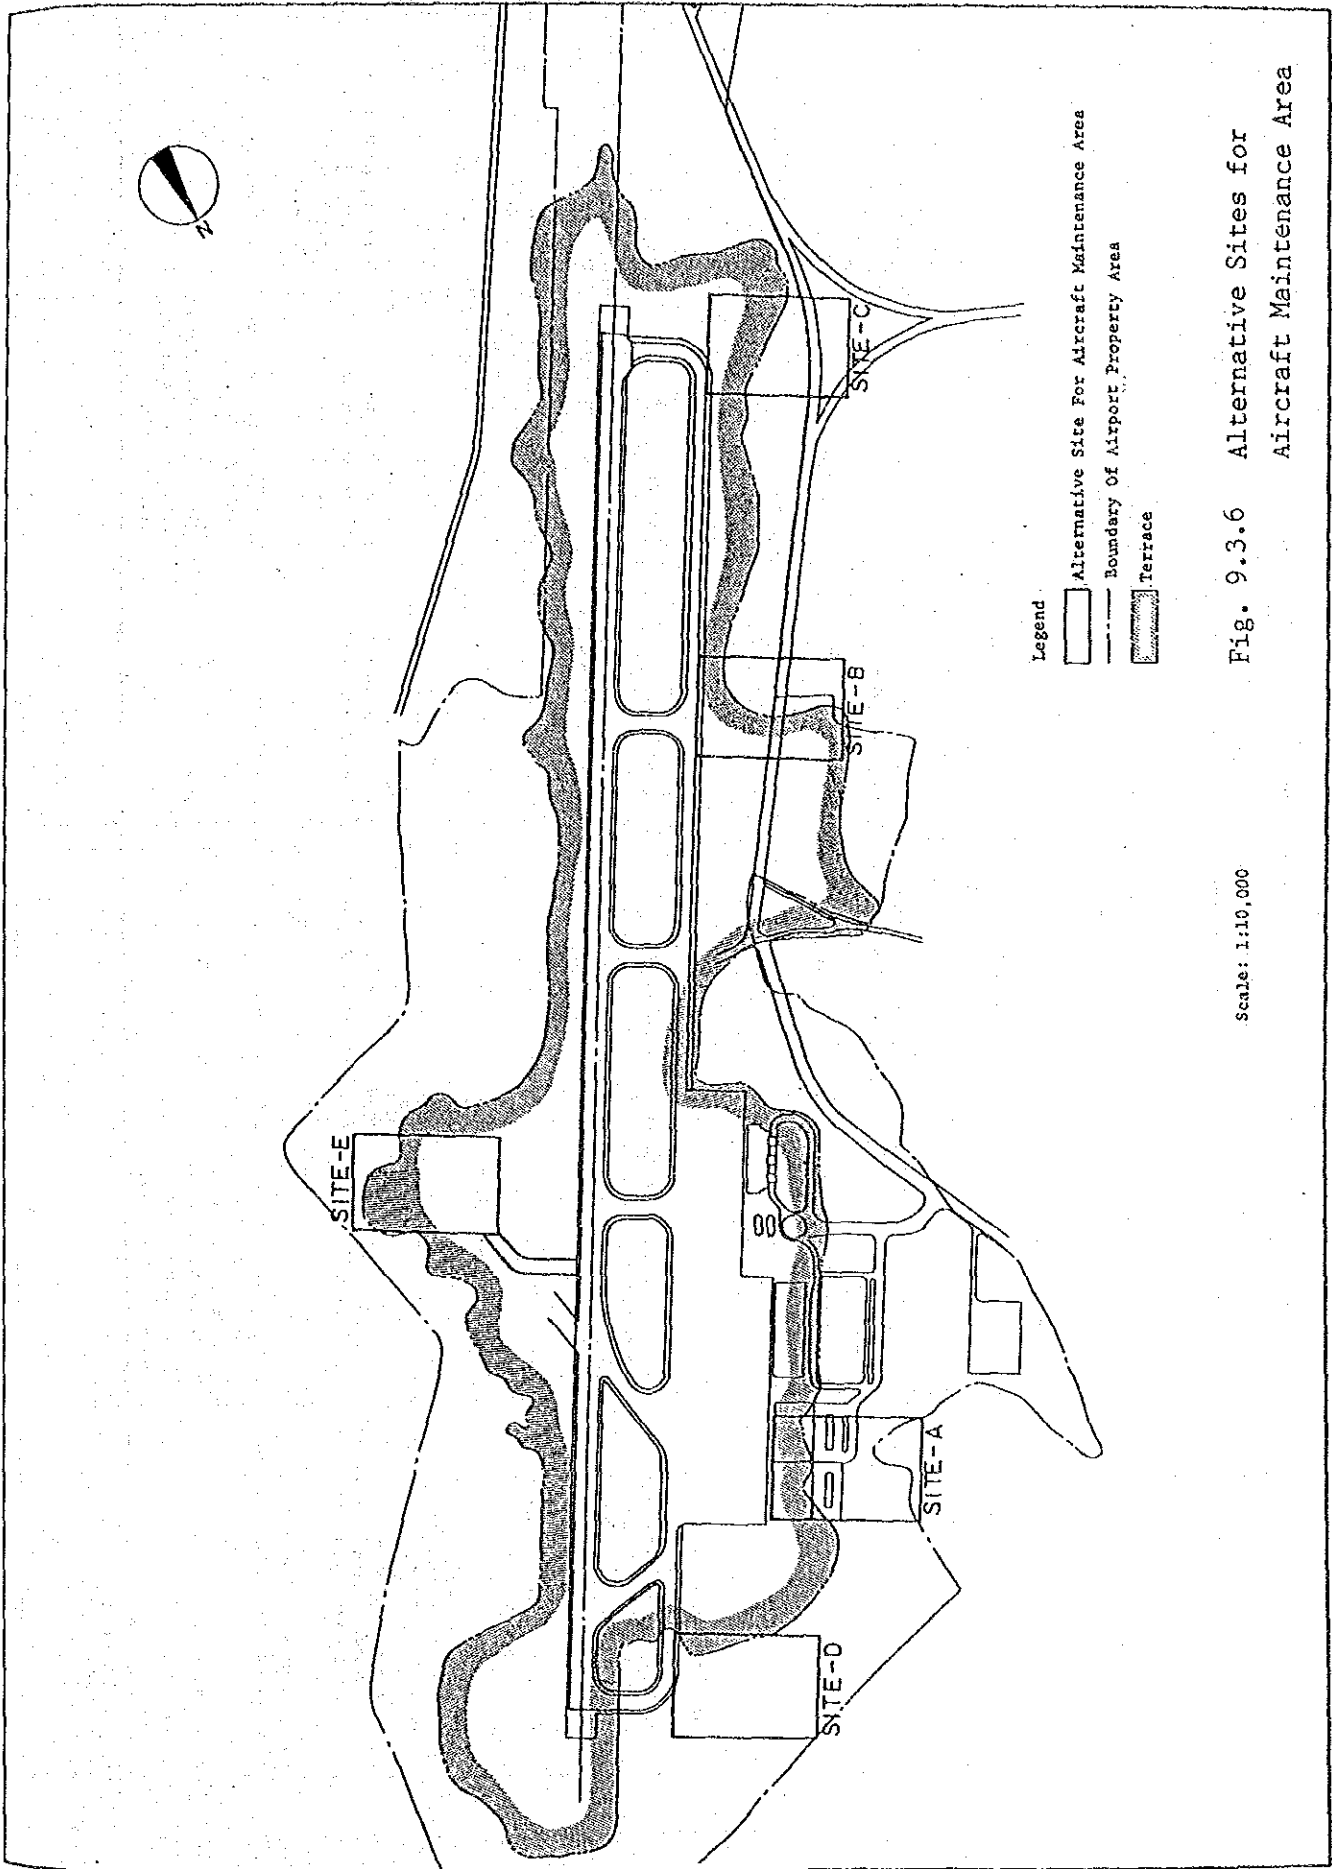 N
SITE-E
SITE-C
SITE-B
SITE-A
SITE-D
Legend
Alternative Site For Aircraft Maintenance Area
Boundary Of Airport Property Area
Terrace
Scale: 1:10,000
Fig. 9.3.6 Alternative Sites for
Aircraft Maintenance Area